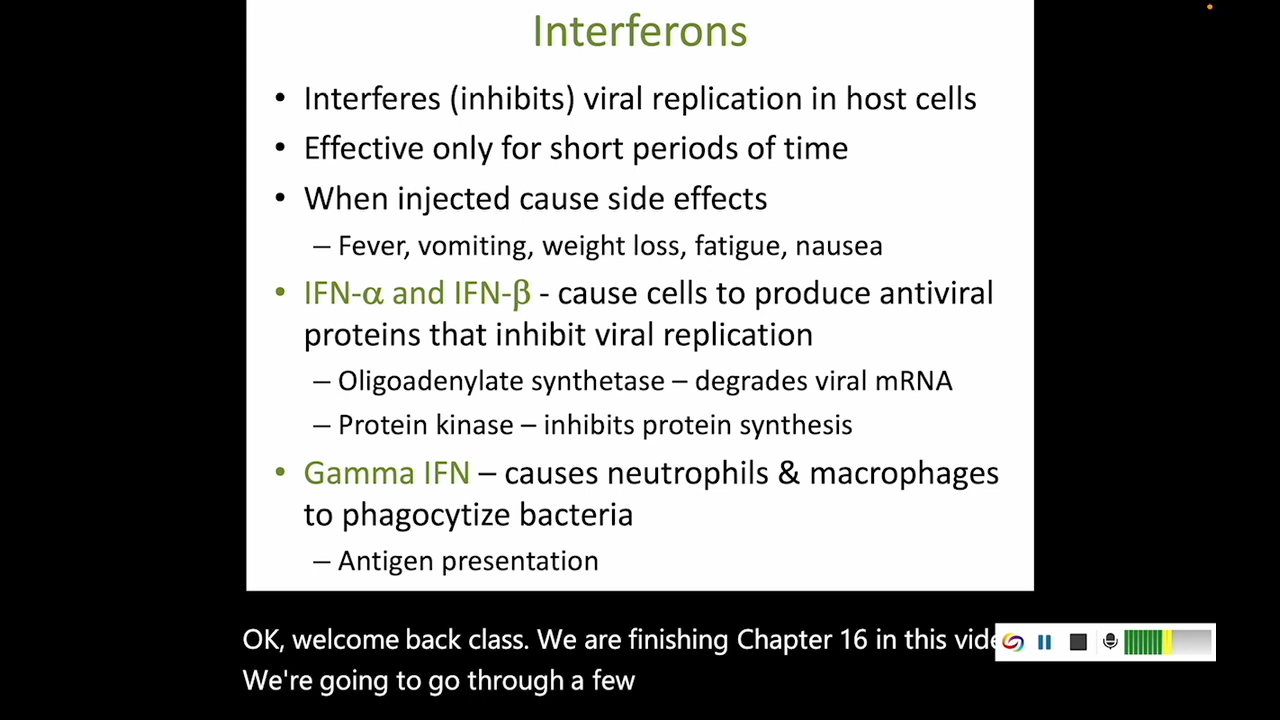 Interferons
• Interferes (inhibits) viral replication in host cells
• Effective only for short periods of time
• When injected cause side effects
– Fever, vomiting, weight loss, fatigue, nausea
• IFN-α and IFN-β - cause cells to produce antiviral
proteins that inhibit viral replication
– Oligoadenylate synthetase – degrades viral mRNA
– Protein kinase – inhibits protein synthesis
• Gamma IFN – causes neutrophils & macrophages
to phagocytize bacteria
– Antigen presentation
OK, welcome back class. We are finishing Chapter 16 in this
We're going to go through a few